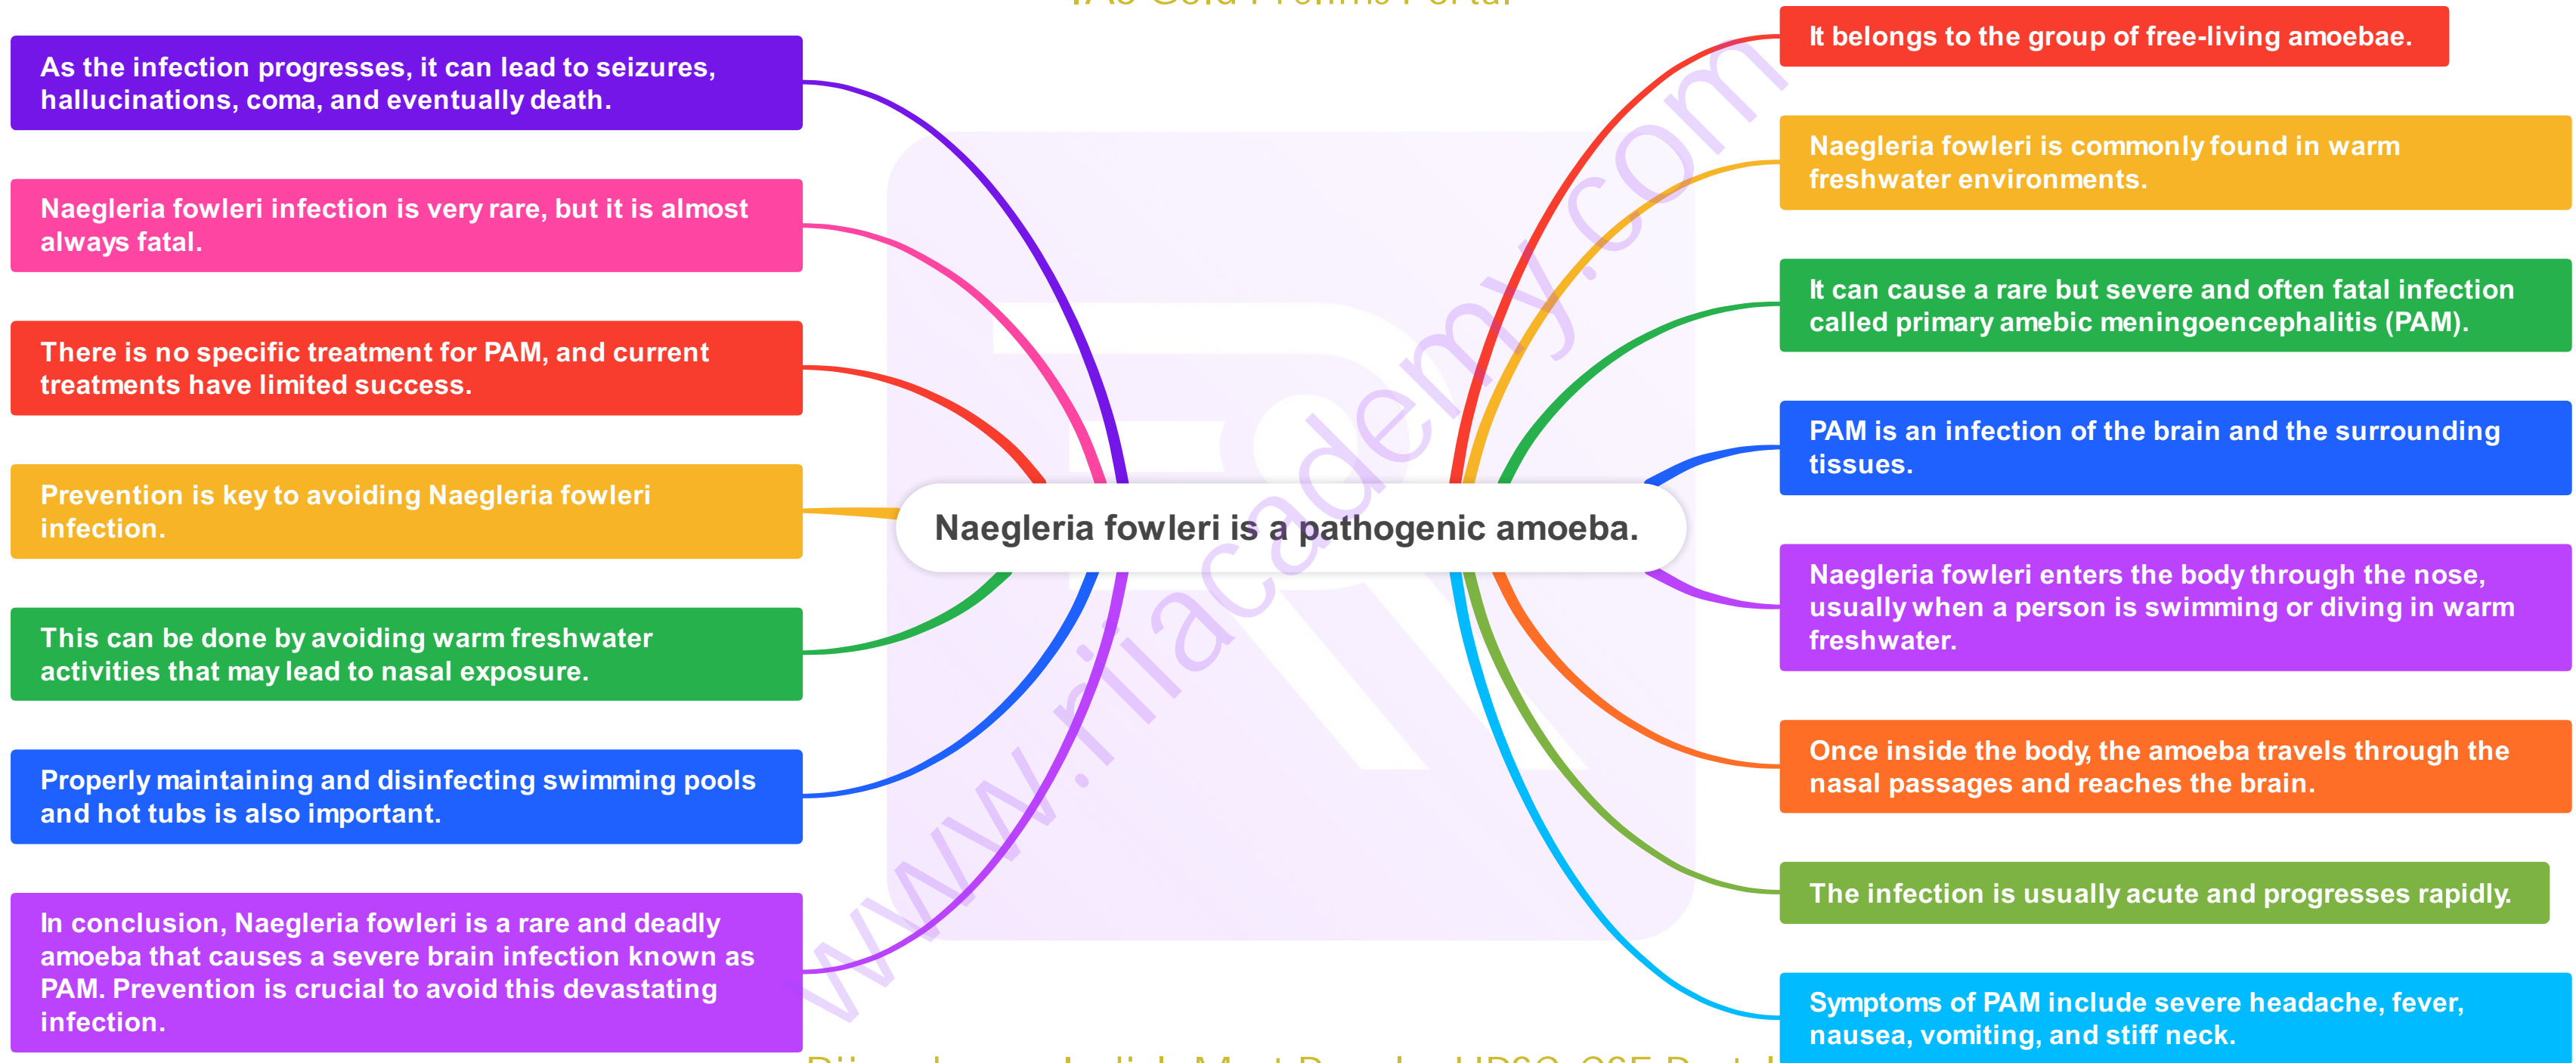 It belongs to the group of free-living amoebae.
Naegleria fowleri is commonly found in warm
freshwater environments.
It can cause a rare but severe and often fatal infection
called primary amebic meningoencephalitis (PAM).
PAM is an infection of the brain and the surrounding
tissues.
Naegleria fowleri enters the body through the nose,
usually when a person is swimming or diving in warm
freshwater.
Once inside the body, the amoeba travels through the
nasal passages and reaches the brain.
The infection is usually acute and progresses rapidly.
Symptoms of PAM include severe headache, fever,
nausea, vomiting, and stiff neck.
Naegleria fowleri is a pathogenic amoeba.
As the infection progresses, it can lead to seizures,
hallucinations, coma, and eventually death.
Naegleria fowleri infection is very rare, but it is almost
always fatal.
There is no specific treatment for PAM, and current
treatments have limited success.
Prevention is key to avoiding Naegleria fowleri
infection.
This can be done by avoiding warm freshwater
activities that may lead to nasal exposure.
Properly maintaining and disinfecting swimming pools
and hot tubs is also important.
In conclusion, Naegleria fowleri is a rare and deadly
amoeba that causes a severe brain infection known as
PAM. Prevention is crucial to avoid this devastating
infection.